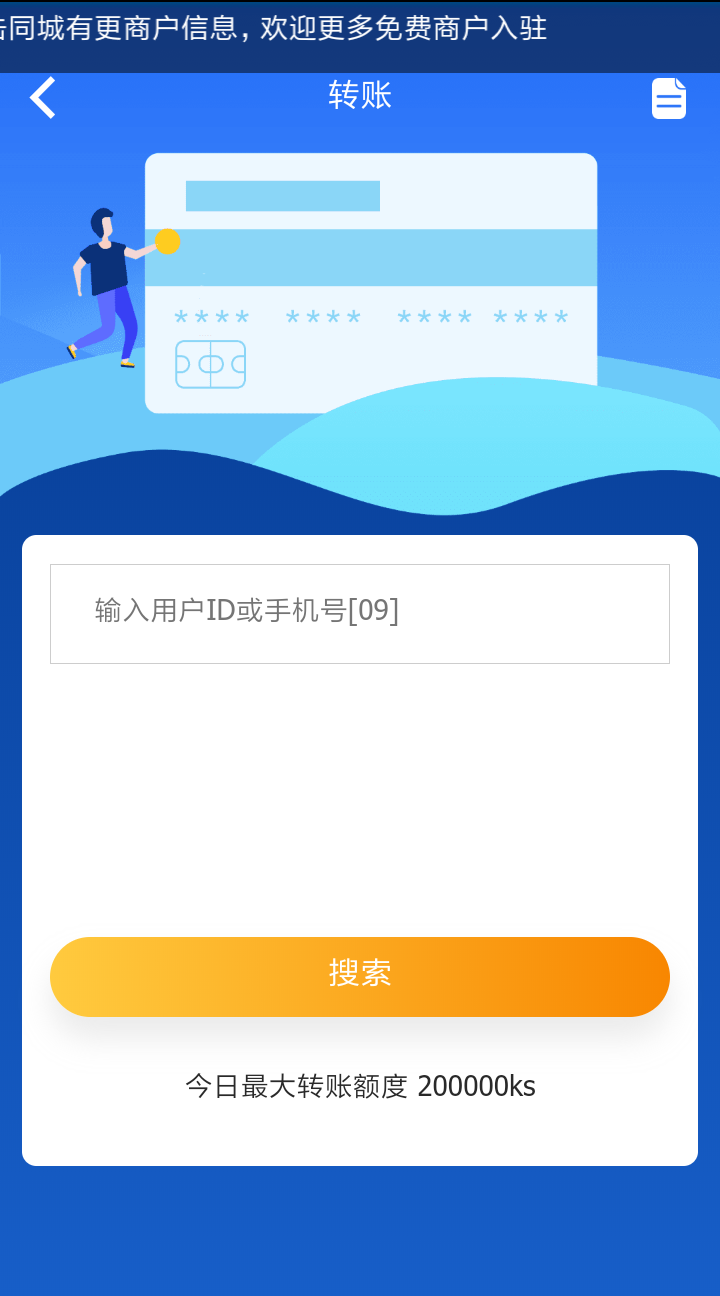 同城有更商户信息，欢迎更多免费商户入驻
转账
**** **** **** ****
输入用户ID或手机号[09]
搜索
今日最大转账额度 200000ks